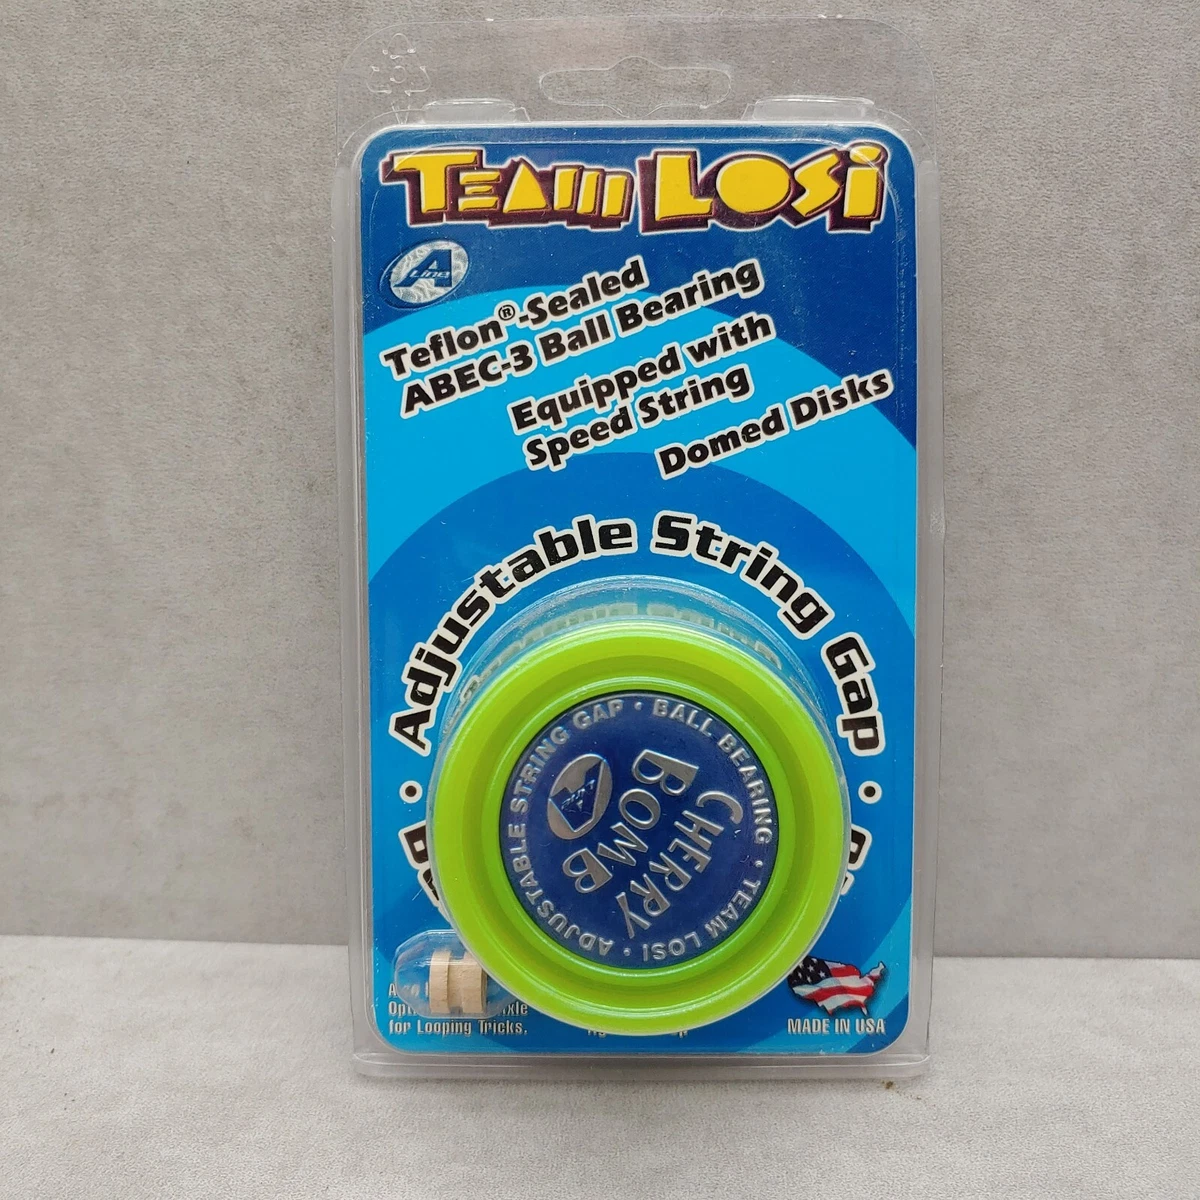 TEAM LOSI
A
Line
Teflon®-Sealed
ABEC-3 Ball Bearing
Equipped with
Speed String
Domed Disks
• Adjustable String Gap •
ADJUSTABLE STRING GAP • BALL BEARING • TEAM LOSI •
CHERRY
BOMB
for Looping Tricks.
MADE IN USA